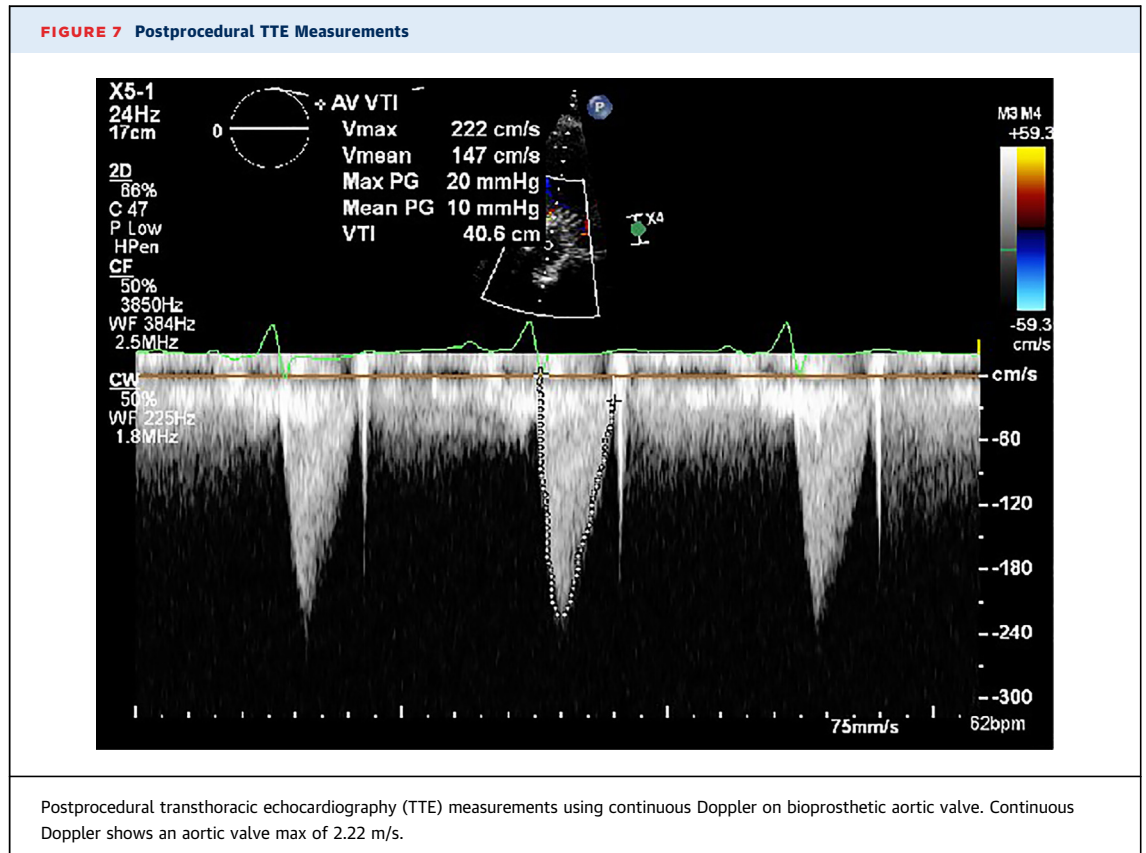 FIGURE 7 Postprocedural TTE Measurements
X5-1
24Hz
17cm
2D
66%
C 47
P Low
HPen
CF
50%
3850Hz
WF 384Hz
2.5MHz
CW
50%
WF 225Hz
1.8MHz
0
AV VTI
Vmax 222 cm/s
Vmean 147 cm/s
Max PG 20 mmHg
Mean PG 10 mmHg
VTI 40.6 cm
P
X4
M3 M4
+59.3
-59.3
cm/s
cm/s
-80
-120
-180
-240
-300
75mm/s
62bpm
Postprocedural transthoracic echocardiography (TTE) measurements using continuous Doppler on bioprosthetic aortic valve. Continuous
Doppler shows an aortic valve max of 2.22 m/s.